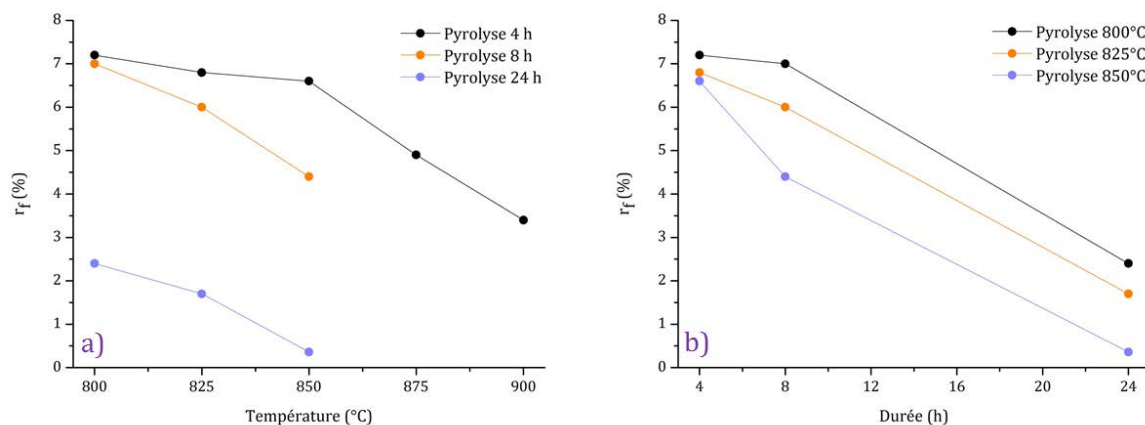 8
7
6
5
4
3
2
1
0
r_f (%)
Pyrolyse 4 h
Pyrolyse 8 h
Pyrolyse 24 h
a)
800 825 850 875 900
Température (°C)
8
7
6
5
4
3
2
1
0
r_f (%)
Pyrolyse 800°C
Pyrolyse 825°C
Pyrolyse 850°C
b)
4 8 12 16 20 24
Durée (h)